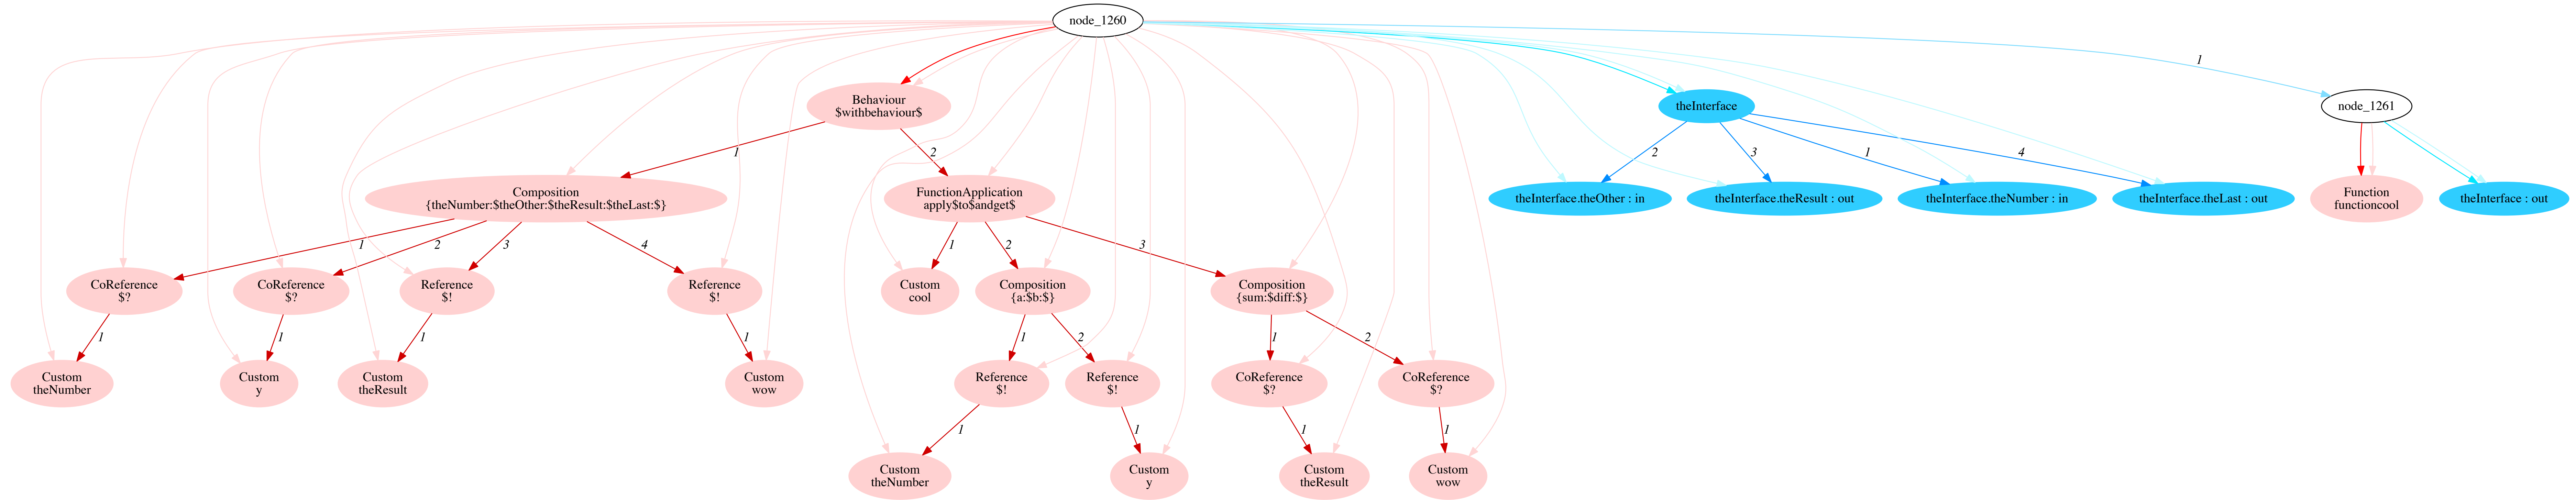 node_1260
1
Behaviour
$withbehaviour$
theInterface
node_1261
1
2
2
3
1
4
Composition
{theNumber:$theOther:$theResult:$theLast:$}
FunctionApplication
apply$to$andget$
theInterface.theOther : in
theInterface.theResult : out
theInterface.theNumber : in
theInterface.theLast : out
Function
functioncool
theInterface : out
1
2
3
4
1
2
3
CoReference
$?
CoReference
$?
Reference
$!
Reference
$!
Custom
cool
Composition
{a:$b:$}
Composition
{sum:$diff:$}
1
1
1
1
1
2
1
2
Custom
theNumber
Custom
y
Custom
theResult
Custom
wow
Reference
$!
Reference
$!
CoReference
$?
CoReference
$?
1
1
1
1
Custom
theNumber
Custom
y
Custom
theResult
Custom
wow